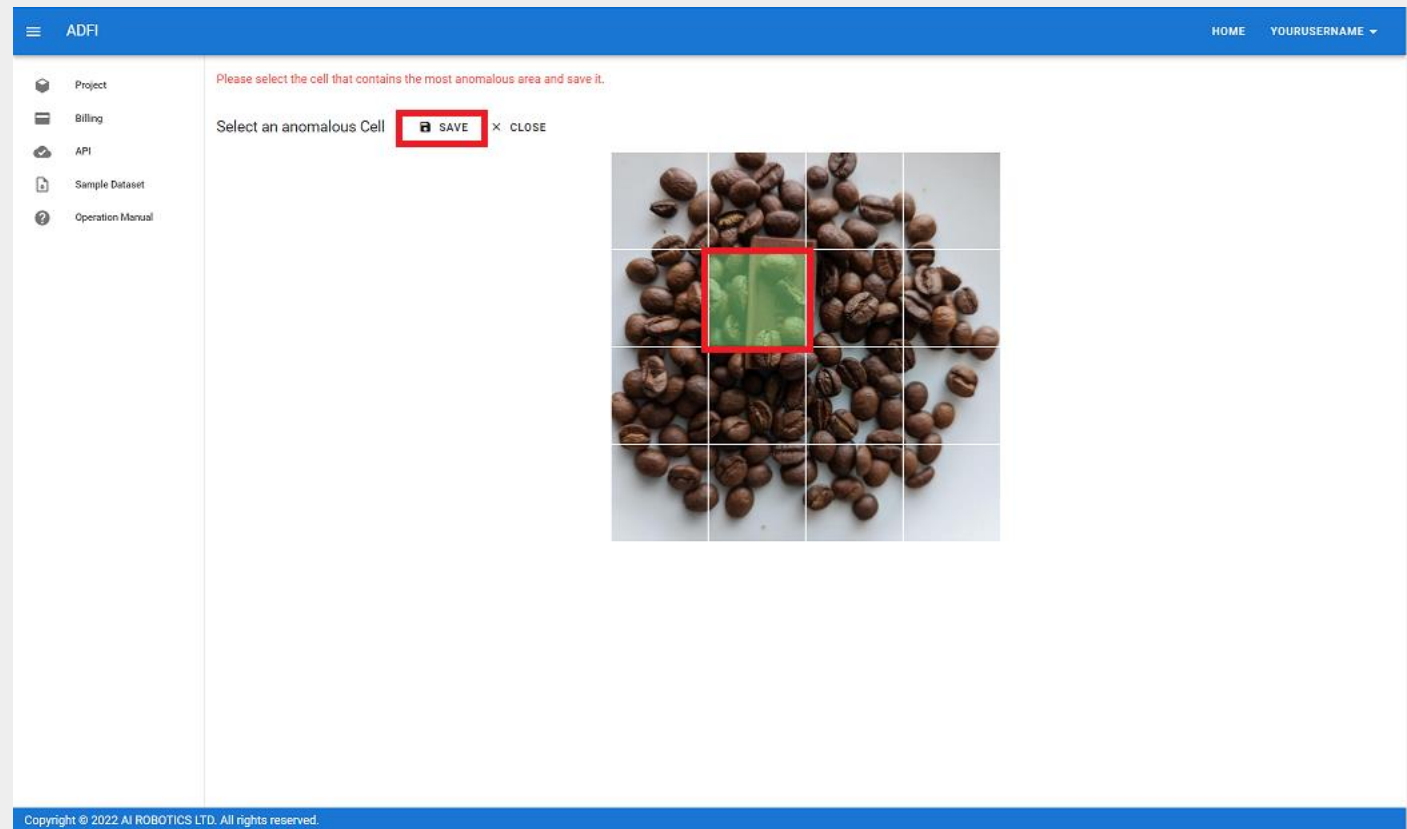 ADFI
HOME YOURUSERNAME
Project
Billing
API
Sample Dataset
Operation Manual
Please select the cell that contains the most anomalous area and save it.
Select an anomalous Cell SAVE × CLOSE
Copyright © 2022 AI ROBOTICS LTD. All rights reserved.